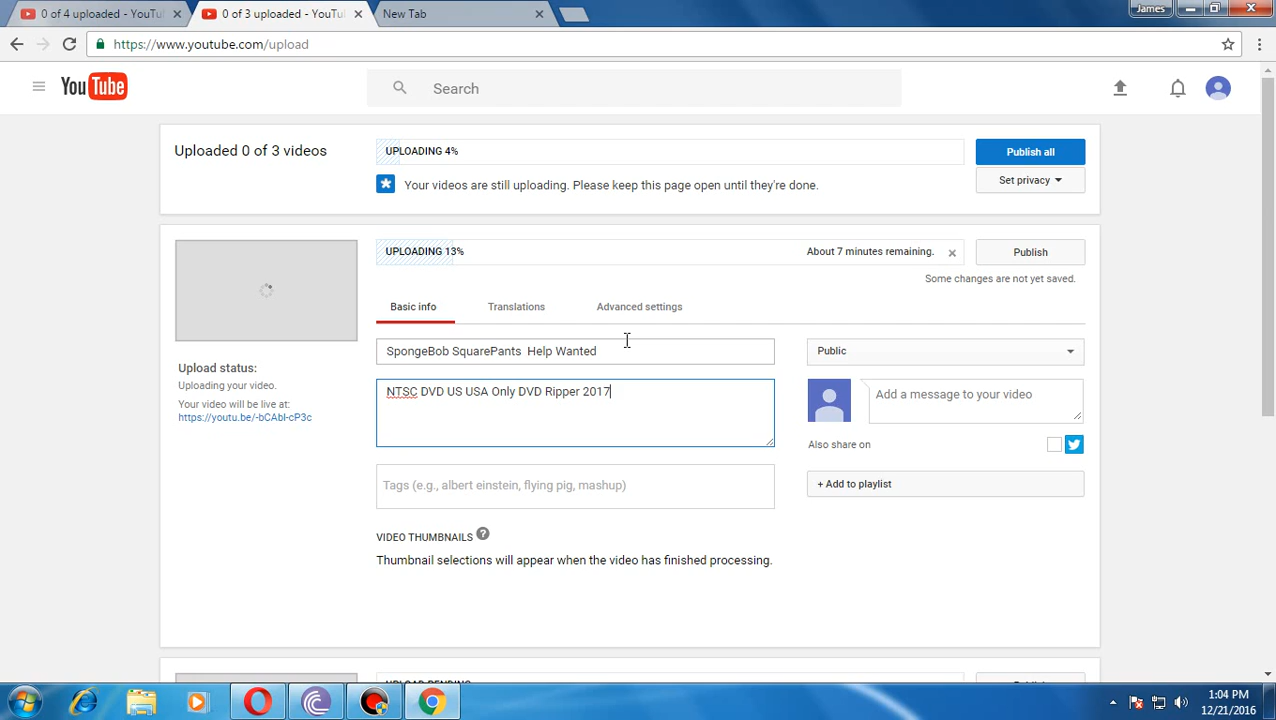 0 of 4 uploaded - YouTu
0 of 3 uploaded - YouTu
New Tab
James
https://www.youtube.com/upload
YouTube
Search
Uploaded 0 of 3 videos
UPLOADING 4%
Publish all
Your videos are still uploading. Please keep this page open until they're done.
Set privacy
UPLOADING 13%
About 7 minutes remaining.
Publish
Some changes are not yet saved.
Basic info
Translations
Advanced settings
SpongeBob SquarePants  Help Wanted
Public
Upload status:
Uploading your video.
Your video will be live at:
https://youtu.be/-bCAbI-cP3c
NTSC DVD US USA Only DVD Ripper 2017
Add a message to your video
Also share on
Tags (e.g., albert einstein, flying pig, mashup)
+ Add to playlist
VIDEO THUMBNAILS ?
Thumbnail selections will appear when the video has finished processing.
1:04 PM
12/21/2016